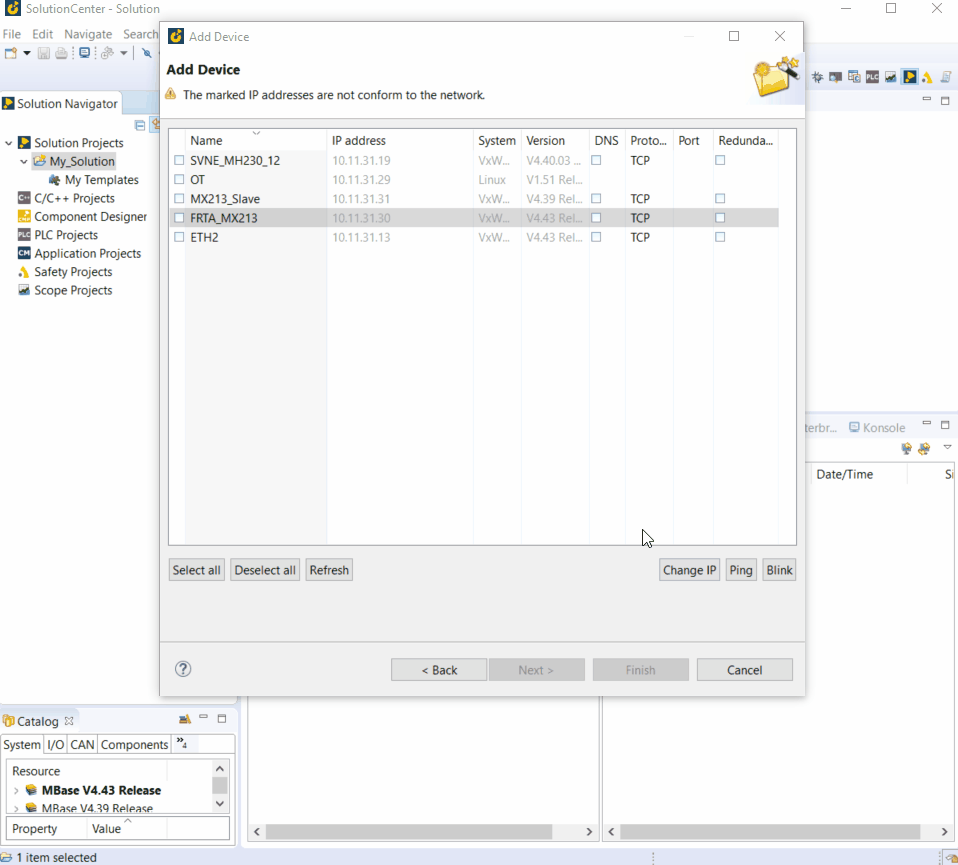 SolutionCenter - Solution
File Edit Navigate Search
Add Device
Add Device
The marked IP addresses are not conform to the network.
Solution Navigator
Solution Projects
My_Solution
My Templates
C/C++ Projects
Component Designer
PLC Projects
Application Projects
Safety Projects
Scope Projects
Name IP address System Version DNS Proto... Port Redunda...
SVNE_MH230_12 10.11.31.19 VxW... V4.40.03 ... TCP
OT 10.11.31.29 Linux V1.51 Rel...
MX213_Slave 10.11.31.31 VxW... V4.39 Rel... TCP
FRTA_MX213 10.11.31.30 VxW... V4.43 Rel... TCP
ETH2 10.11.31.13 VxW... V4.43 Rel... TCP
Select all Deselect all Refresh Change IP Ping Blink
< Back Next > Finish Cancel
PLC
terbr... Konsole
Date/Time Si
Catalog
System I/O CAN Components »4
Resource
MBase V4.43 Release
MBase V4.39 Release
Property Value
1 item selected